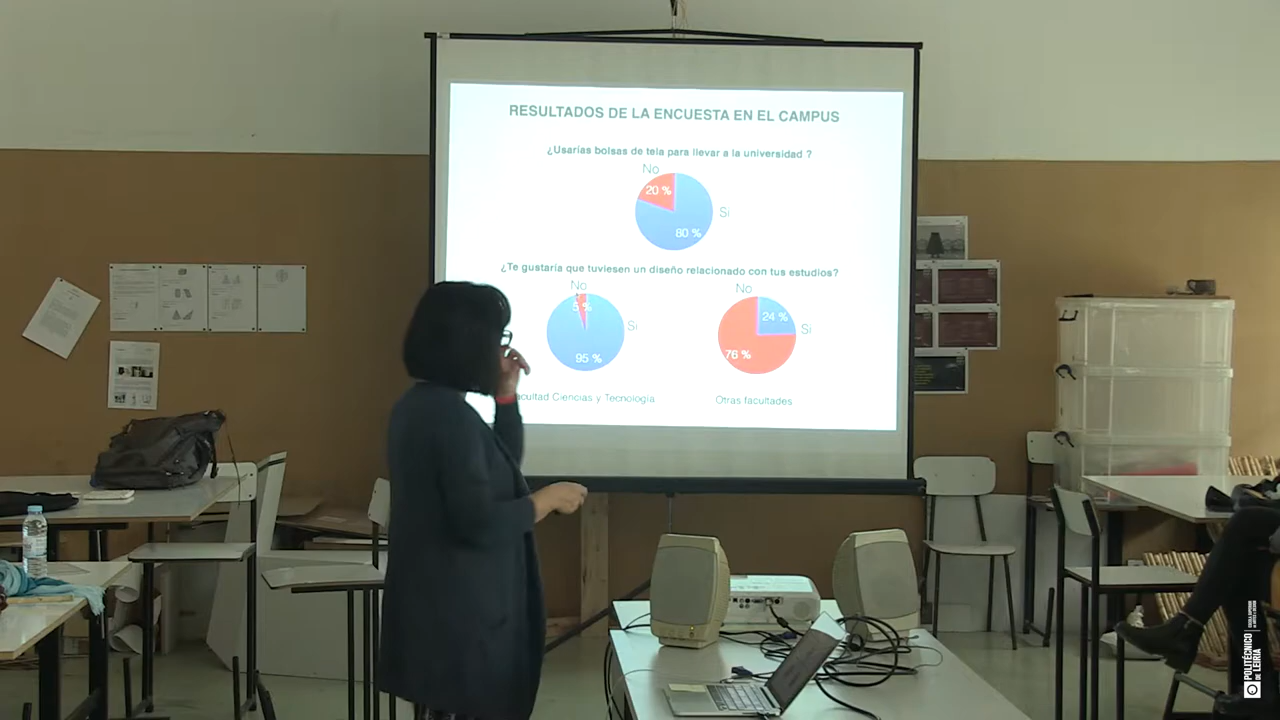 RESULTADOS DE LA ENCUESTA EN EL CAMPUS
¿Usarías bolsas de tela para llevar a la universidad ?
No
20 %
Si
80 %
¿Te gustaría que tuviesen un diseño relacionado con tus estudios?
No
5 %
Si
95 %
No
24 %
Si
76 %
acultad Ciencias y Tecnología
Otras facultades
POLITÉCNICO
DE LEIRIA